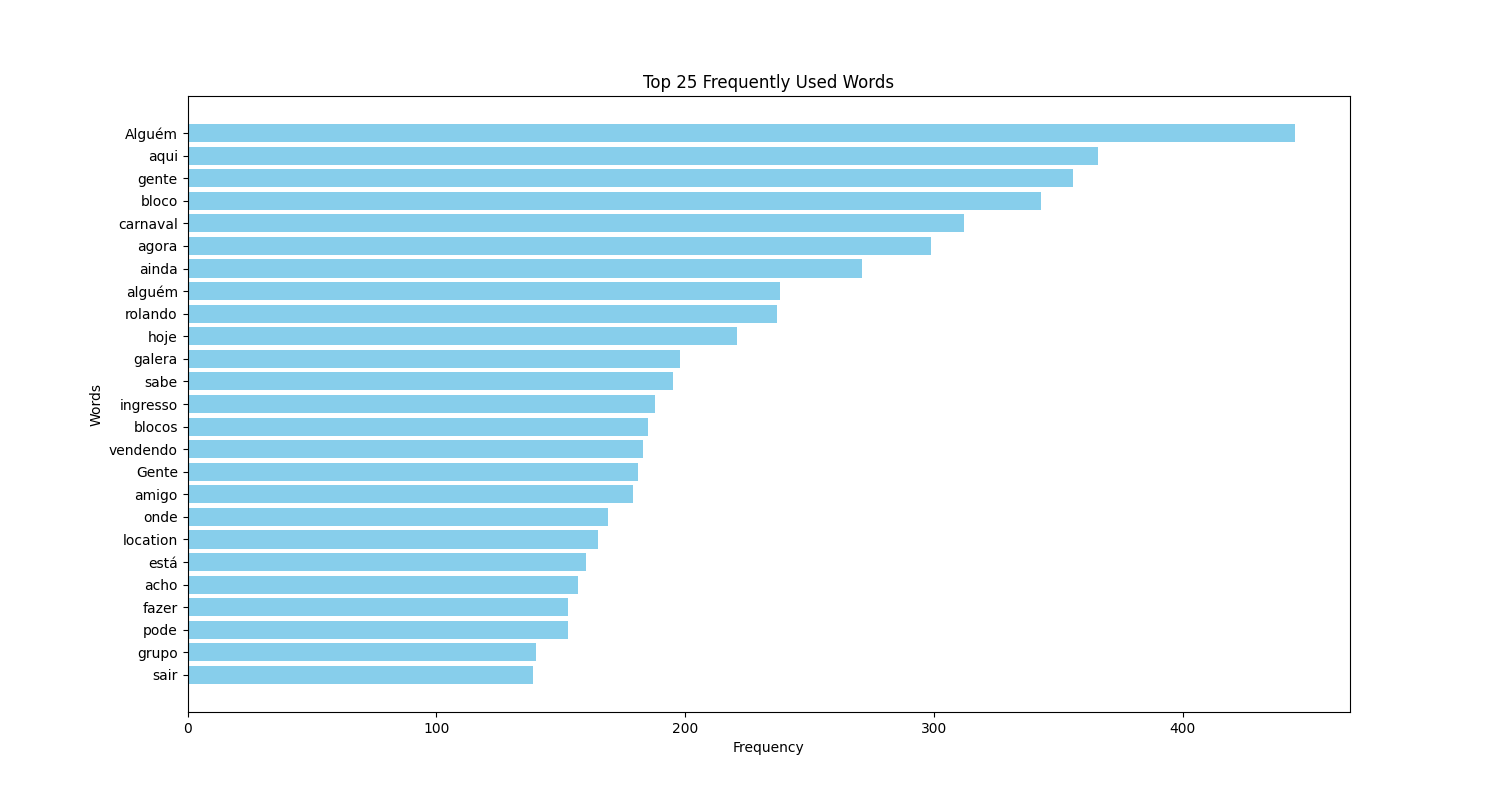 Top 25 Frequently Used Words
Words
Alguém
aqui
gente
bloco
carnaval
agora
ainda
alguém
rolando
hoje
galera
sabe
ingresso
blocos
vendendo
Gente
amigo
onde
location
está
acho
fazer
pode
grupo
sair
0 100 200 300 400
Frequency